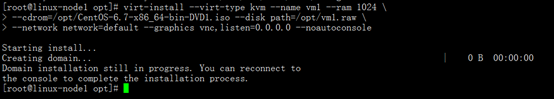 [root@linux-node1 opt]# virt-install --virt-type kvm --name vm1 --ram 1024 \
> --cdrom=/opt/CentOS-6.7-x86_64-bin-DVD1.iso --disk path=/opt/vm1.raw \
> --network network=default --graphics vnc,listen=0.0.0.0 --noautoconsole

Starting install...
Creating domain... | 0 B 00:00:00
Domain installation still in progress. You can reconnect to
the console to complete the installation process.
[root@linux-node1 opt]#